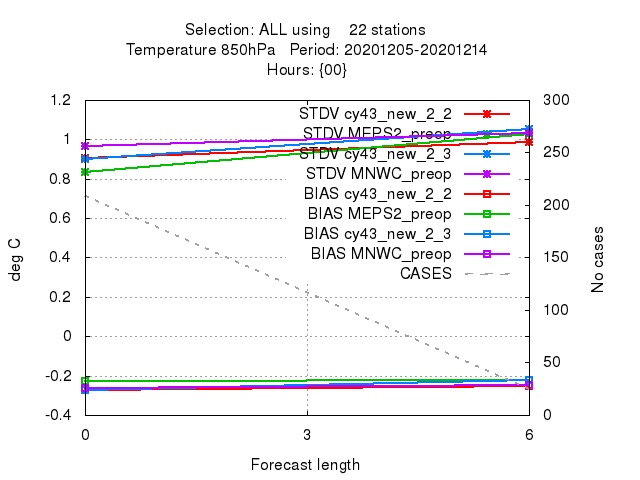 Selection: ALL using    22 stations
Temperature 850hPa   Period: 20201205-20201214
Hours: {00}
1.2
1
0.8
0.6
0.4
0.2
0
-0.2
-0.4
deg C
300
250
200
150
100
50
0
No cases
STDV cy43_new_2_2
STDV MEPS2_preop
STDV cy43_new_2_3
STDV MNWC_preop
BIAS cy43_new_2_2
BIAS MEPS2_preop
BIAS cy43_new_2_3
BIAS MNWC_preop
CASES
0 3 6
Forecast length